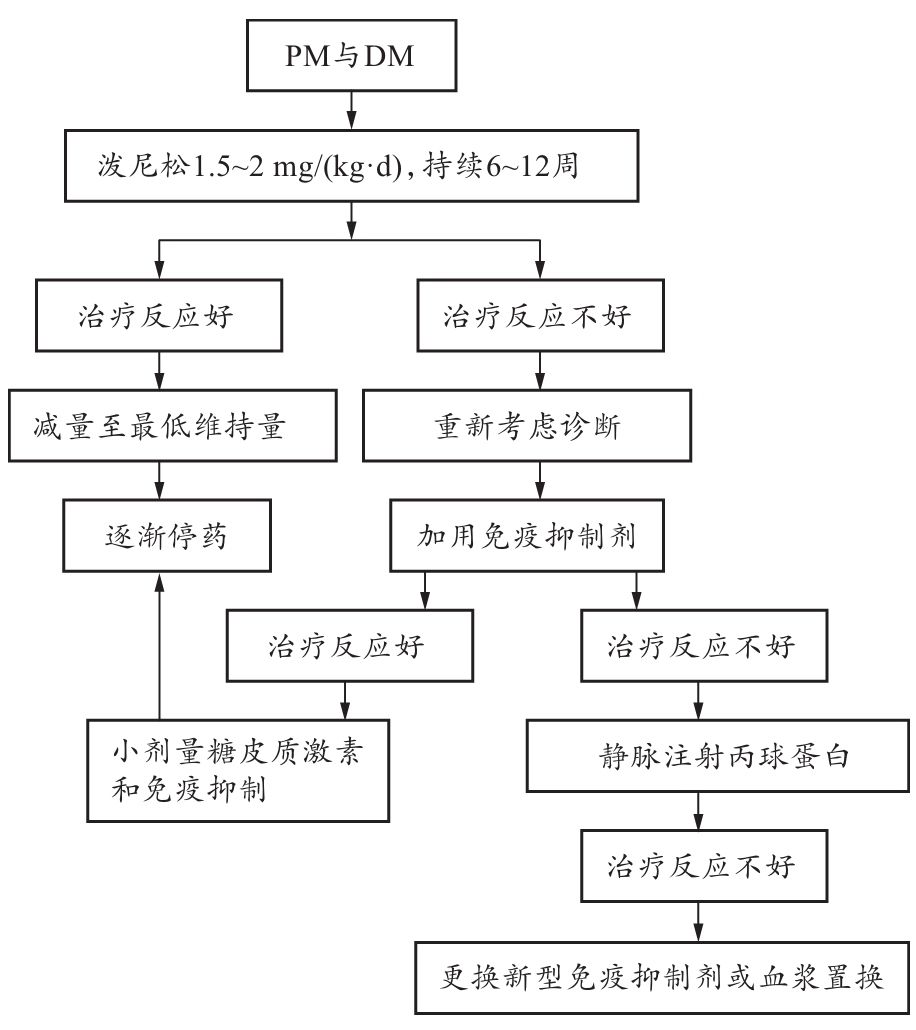 PM与DM
泼尼松1.5~2 mg/(kg·d),持续6~12周
治疗反应好
治疗反应不好
减量至最低维持量
重新考虑诊断
逐渐停药
加用免疫抑制剂
治疗反应好
治疗反应不好
小剂量糖皮质激素
和免疫抑制
静脉注射丙球蛋白
治疗反应不好
更换新型免疫抑制剂或血浆置换